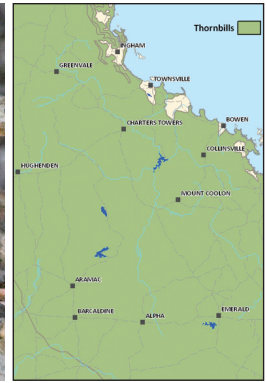 Thornbills
INGHAM
GREENVALE
TOWNSVILLE
CHARTERS TOWERS
BOWEN
COLLINSVILLE
HUGHENDEN
MOUNT COOLON
ARAMAC
BARCALDINE
ALPHA
EMERALD